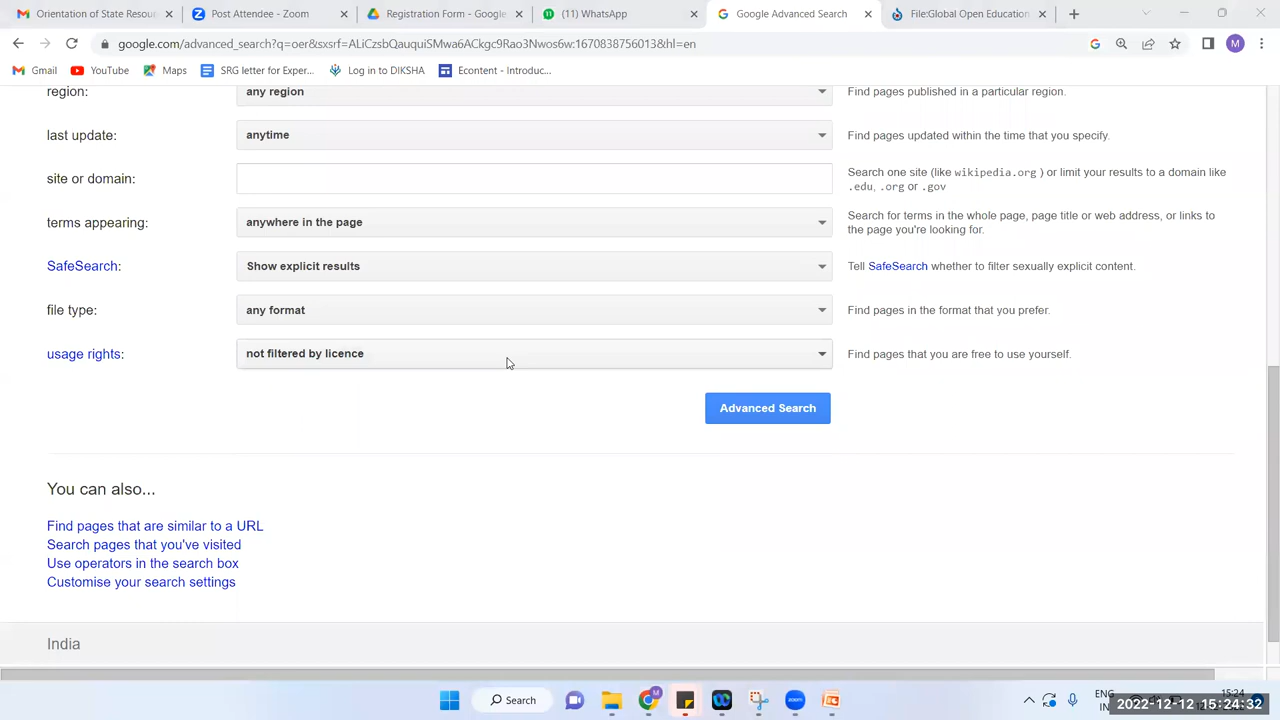 Orientation of State Resou
Post Attendee - Zoom
Registration Form - Google
(11) WhatsApp
Google Advanced Search
File:Global Open Education
google.com/advanced_search?q=oer&sxsrf=ALiCzsbOquqquiSMwa6ACkgc9Rao3Nwos6w:1670838756013&hl=en
M
Gmail
YouTube
Maps
SRG letter for Exper...
Log in to DIKSHA
Econtent - Introduc...
region:
any region
Find pages published in a particular region.
last update:
anytime
Find pages updated within the time that you specify.
site or domain:
Search one site (like wikipedia.org ) or limit your results to a domain like
.edu, .org or .gov
terms appearing:
anywhere in the page
Search for terms in the whole page, page title or web address, or links to
the page you're looking for.
SafeSearch:
Show explicit results
Tell SafeSearch whether to filter sexually explicit content.
file type:
any format
Find pages in the format that you prefer.
usage rights:
not filtered by licence
Find pages that you are free to use yourself.
Advanced Search
You can also...
Find pages that are similar to a URL
Search pages that you've visited
Use operators in the search box
Customise your search settings
India
Search
ENG
15:24
2022-12-12 15:24:32